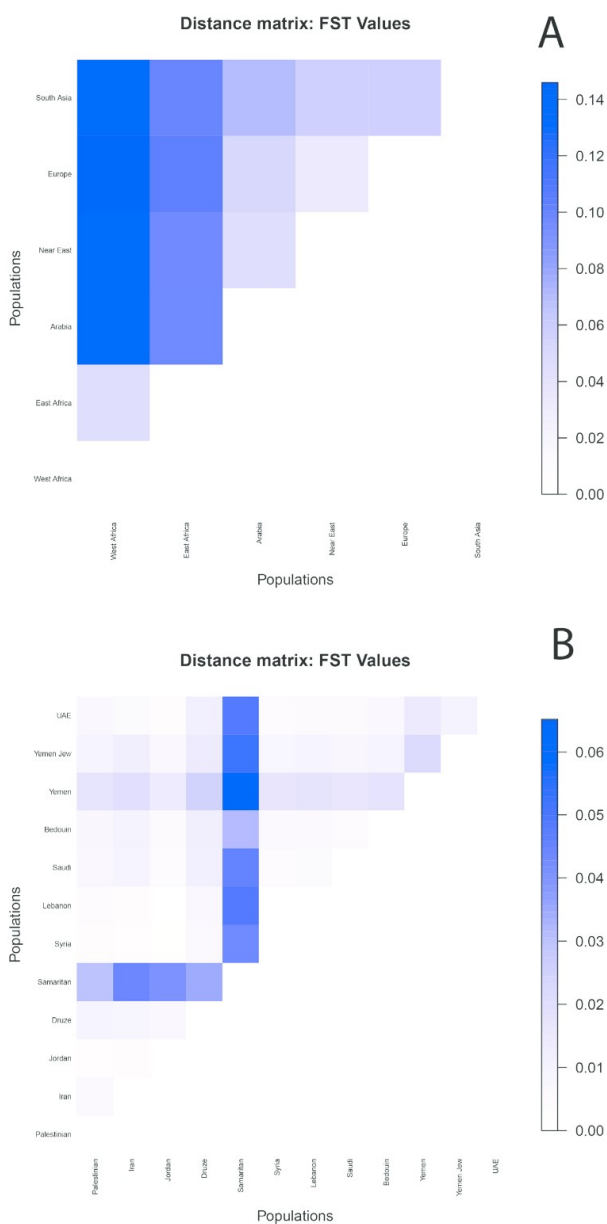 Distance matrix: FST Values
A
South Asia
Europe
Near East
Arabia
East Africa
West Africa
Populations
West Africa
East Africa
Arabia
Near East
Europe
South Asia
Populations
0.14
0.12
0.10
0.08
0.06
0.04
0.02
0.00
Distance matrix: FST Values
B
UAE
Yemen Jew
Yemen
Bedouin
Saudi
Lebanon
Syria
Samaritan
Druze
Jordan
Iran
Palestinian
Populations
Palestinian
Iran
Jordan
Druze
Samaritan
Syria
Lebanon
Saudi
Bedouin
Yemen
Yemen Jew
UAE
Populations
0.06
0.05
0.04
0.03
0.02
0.01
0.00